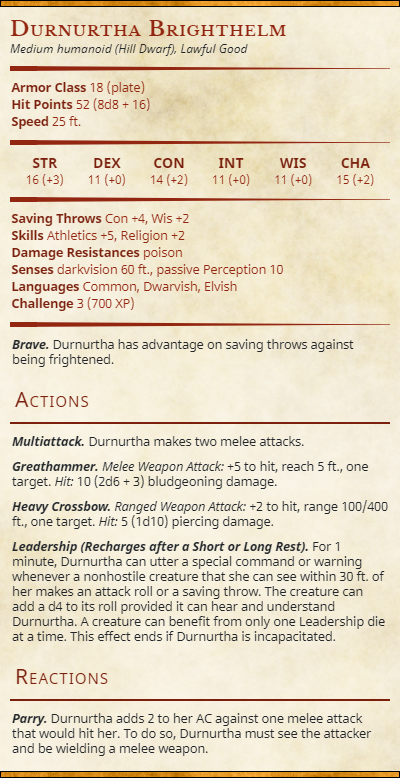 Durnurtha Brighthelm
Medium humanoid (Hill Dwarf), Lawful Good
Armor Class 18 (plate)
Hit Points 52 (8d8 + 16)
Speed 25 ft.
STR DEX CON INT WIS CHA
16 (+3) 11 (+0) 14 (+2) 11 (+0) 11 (+0) 15 (+2)
Saving Throws Con +4, Wis +2
Skills Athletics +5, Religion +2
Damage Resistances poison
Senses darkvision 60 ft., passive Perception 10
Languages Common, Dwarvish, Elvish
Challenge 3 (700 XP)
Brave. Durnurtha has advantage on saving throws against
being frightened.
Actions
Multiattack. Durnurtha makes two melee attacks.
Greathammer. Melee Weapon Attack: +5 to hit, reach 5 ft., one
target. Hit: 10 (2d6 + 3) bludgeoning damage.
Heavy Crossbow. Ranged Weapon Attack: +2 to hit, range 100/400
ft., one target. Hit: 5 (1d10) piercing damage.
Leadership (Recharges after a Short or Long Rest). For 1
minute, Durnurtha can utter a special command or warning
whenever a nonhostile creature that she can see within 30 ft. of
her makes an attack roll or a saving throw. The creature can
add a d4 to its roll provided it can hear and understand
Durnurtha. A creature can benefit from only one Leadership die
at a time. This effect ends if Durnurtha is incapacitated.
Reactions
Parry. Durnurtha adds 2 to her AC against one melee attack
that would hit her. To do so, Durnurtha must see the attacker
and be wielding a melee weapon.